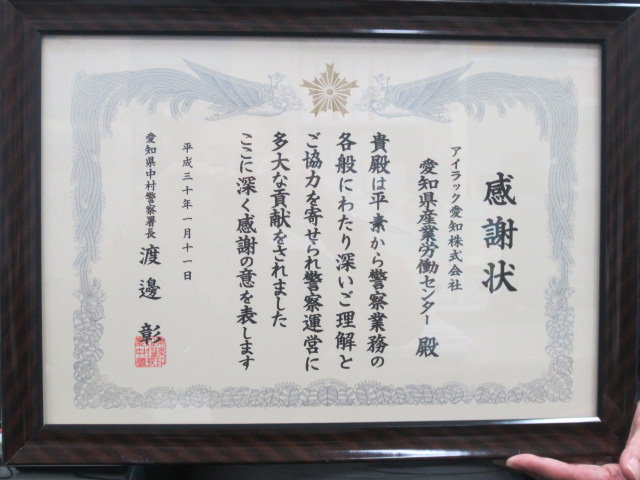 感謝状
アイラック愛知株式会社
愛知県産業労働センター 殿
貴殿は平素から警察業務の
各般にわたり深いご理解と
ご協力を寄せられ警察運営に
多大な貢献をされました
ここに深く感謝の意を表します
平成三十年一月十一日
愛知県中村警察署長 渡邊 彰